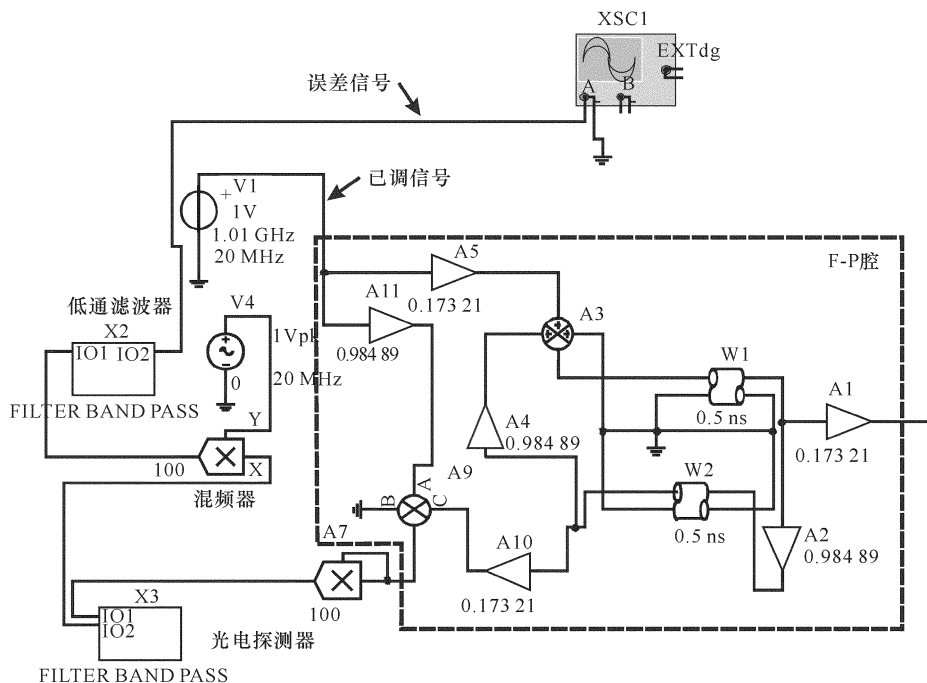 XSC1
EXTdg
A B
误差信号
V1
+
1V
1.01 GHz
20 MHz
已调信号
F-P腔
A5
0.173 21
A11
0.984 89
A3
低通滤波器
X2
IO1 IO2
FILTER BAND PASS
V4
1Vpk
20 MHz
0
Y
X
100
混频器
W1
0.5 ns
A1
0.173 21
A4
0.984 89
A9
A
B
C
W2
0.5 ns
A2
0.984 89
A10
0.173 21
A7
100
光电探测器
X3
IO1
IO2
FILTER BAND PASS